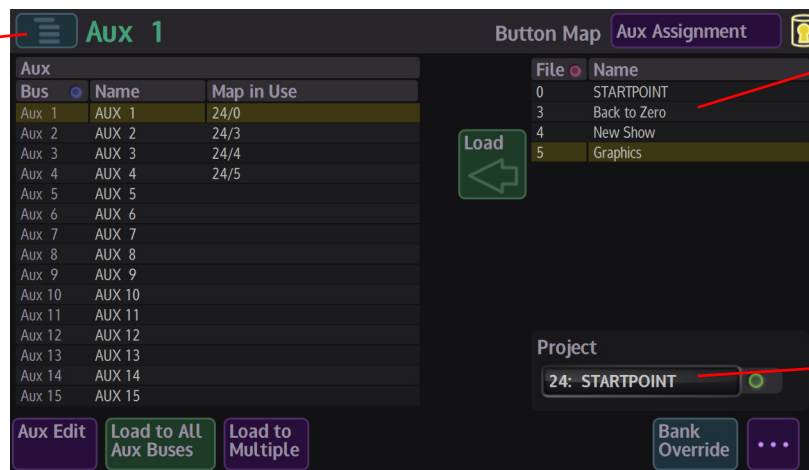 Aux 1
Button Map Aux Assignment
Aux
Bus Name Map in Use
Aux 1 AUX 1 24/0
Aux 2 AUX 2 24/3
Aux 3 AUX 3 24/4
Aux 4 AUX 4 24/5
Aux 5 AUX 5
Aux 6 AUX 6
Aux 7 AUX 7
Aux 8 AUX 8
Aux 9 AUX 9
Aux 10 AUX 10
Aux 11 AUX 11
Aux 12 AUX 12
Aux 13 AUX 13
Aux 14 AUX 14
Aux 15 AUX 15
Load
File Name
0 STARTPOINT
3 Back to Zero
4 New Show
5 Graphics
Project
24: STARTPOINT
Aux Edit
Load to All
Aux Buses
Load to
Multiple
Bank
Override